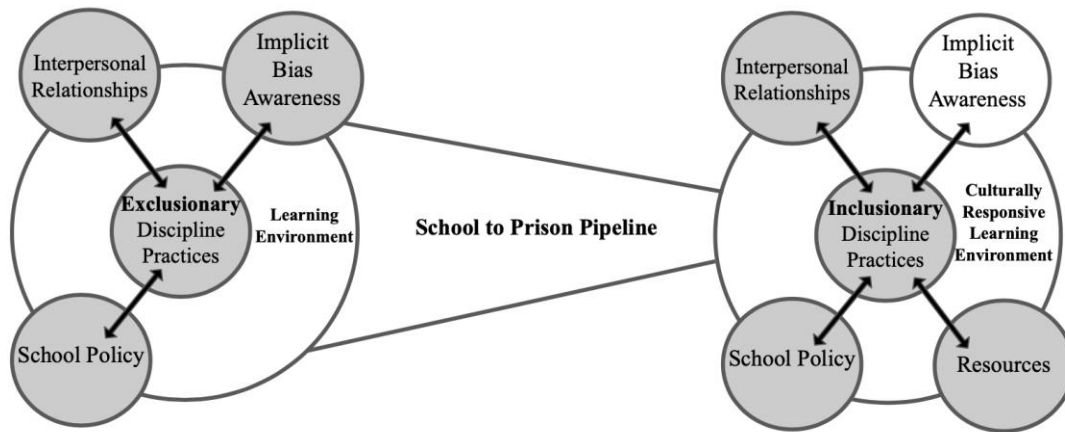 Interpersonal
Relationships
Implicit
Bias
Awareness
Exclusionary
Discipline
Practices
Learning
Environment
School Policy
School to Prison Pipeline
Interpersonal
Relationships
Implicit
Bias
Awareness
Inclusionary
Discipline
Practices
Culturally
Responsive
Learning
Environment
School Policy
Resources